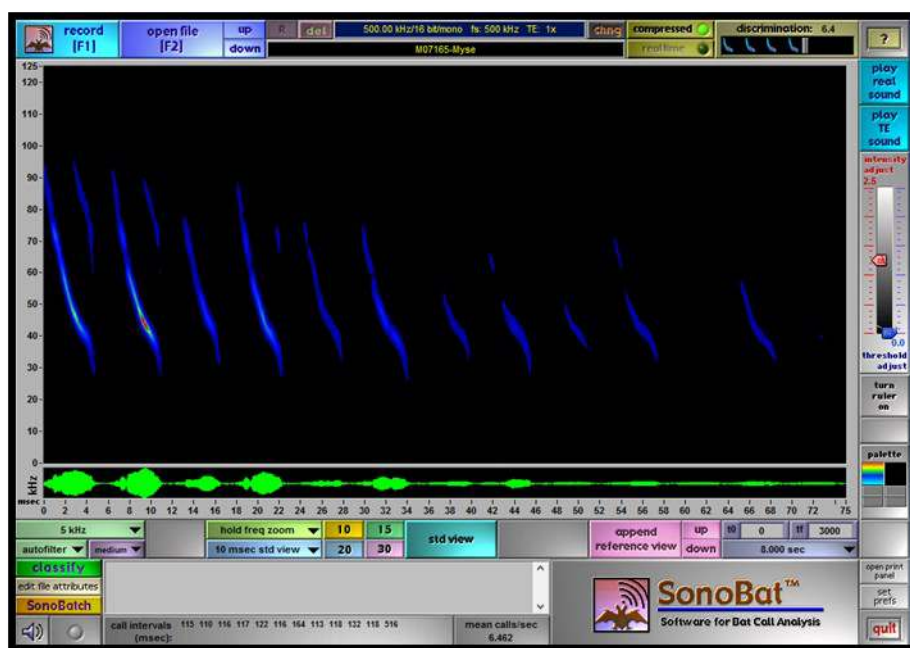 record
[F1]
open file
[F2]
up
down
R
del
500.00 kHz/16 bit/mono fs: 500 kHz TE: 1x
M07165-Myse
chng
compressed
real time
discrimination: 6.4
?
125-
120-
110-
100-
90-
80-
70-
60-
50-
40-
30-
20-
10-
0-
kHz
msec
0 2 4 6 8 10 12 14 16 18 20 22 24 26 28 30 32 34 36 38 40 42 44 46 48 50 52 54 56 58 60 62 64 66 68 70 72 75
play
real
sound
play
TE
sound
intensity
adjust
2.5
0.0
threshold
adjust
turn
ruler
on
palette
5 kHz
autofilter
medium
hold freq zoom
10 msec std view
10
15
20
30
std view
append
reference view
up
down
t0
0
tf
3000
8.000 sec
classify
edit file attributes
SonoBatch
call intervals
(msec):
115 110 116 117 122 116 164 113 118 132 118 516
mean calls/sec
6.462
SonoBat™
Software for Bat Call Analysis
open print
panel
set
prefs
quit